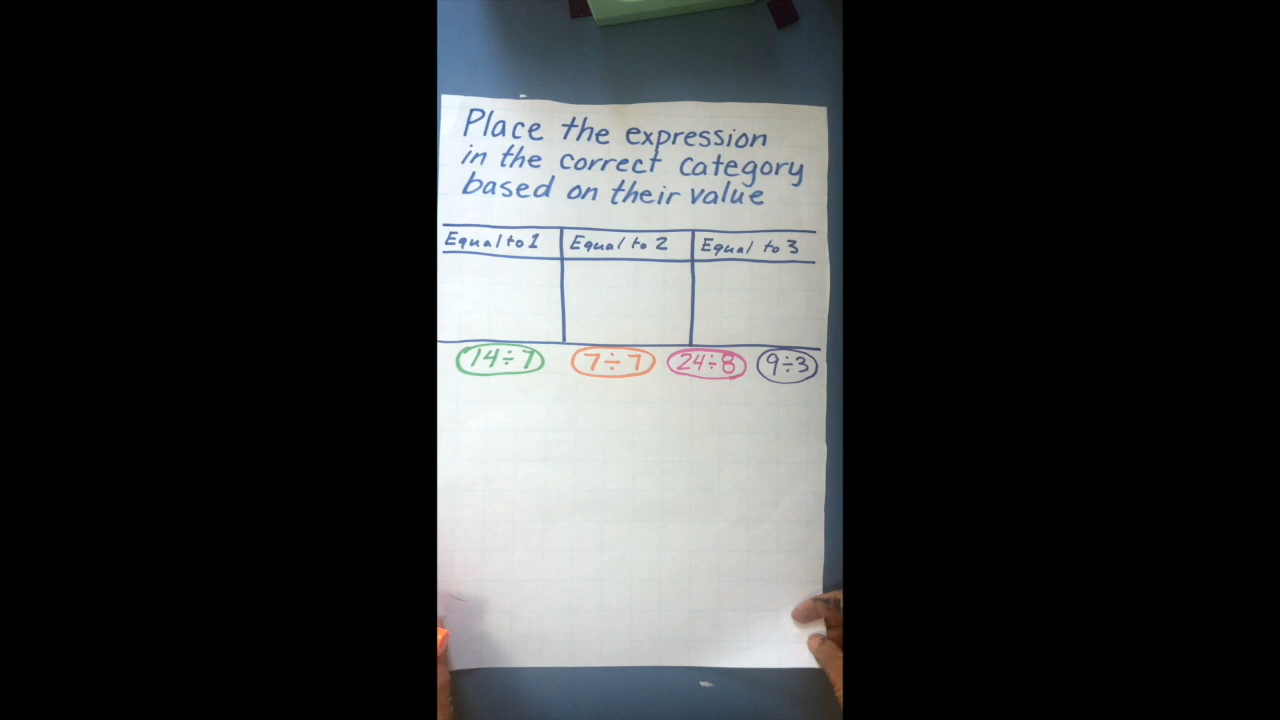 Place the expression
in the correct category
based on their value
Equal to 1 Equal to 2 Equal to 3
14÷7 7÷7 24÷8 9÷3